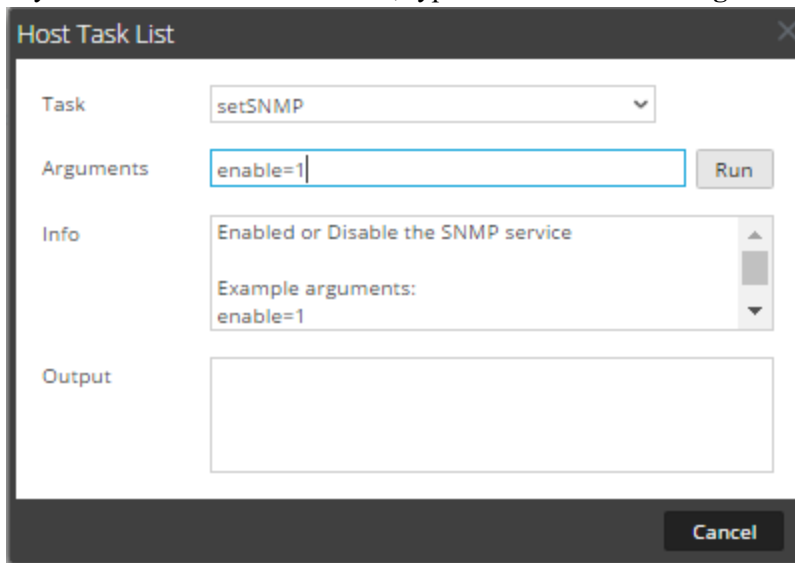 Host Task List
Task
setSNMP
Arguments
enable=1
Run
Info
Enabled or Disable the SNMP service
Example arguments:
enable=1
Output
Cancel